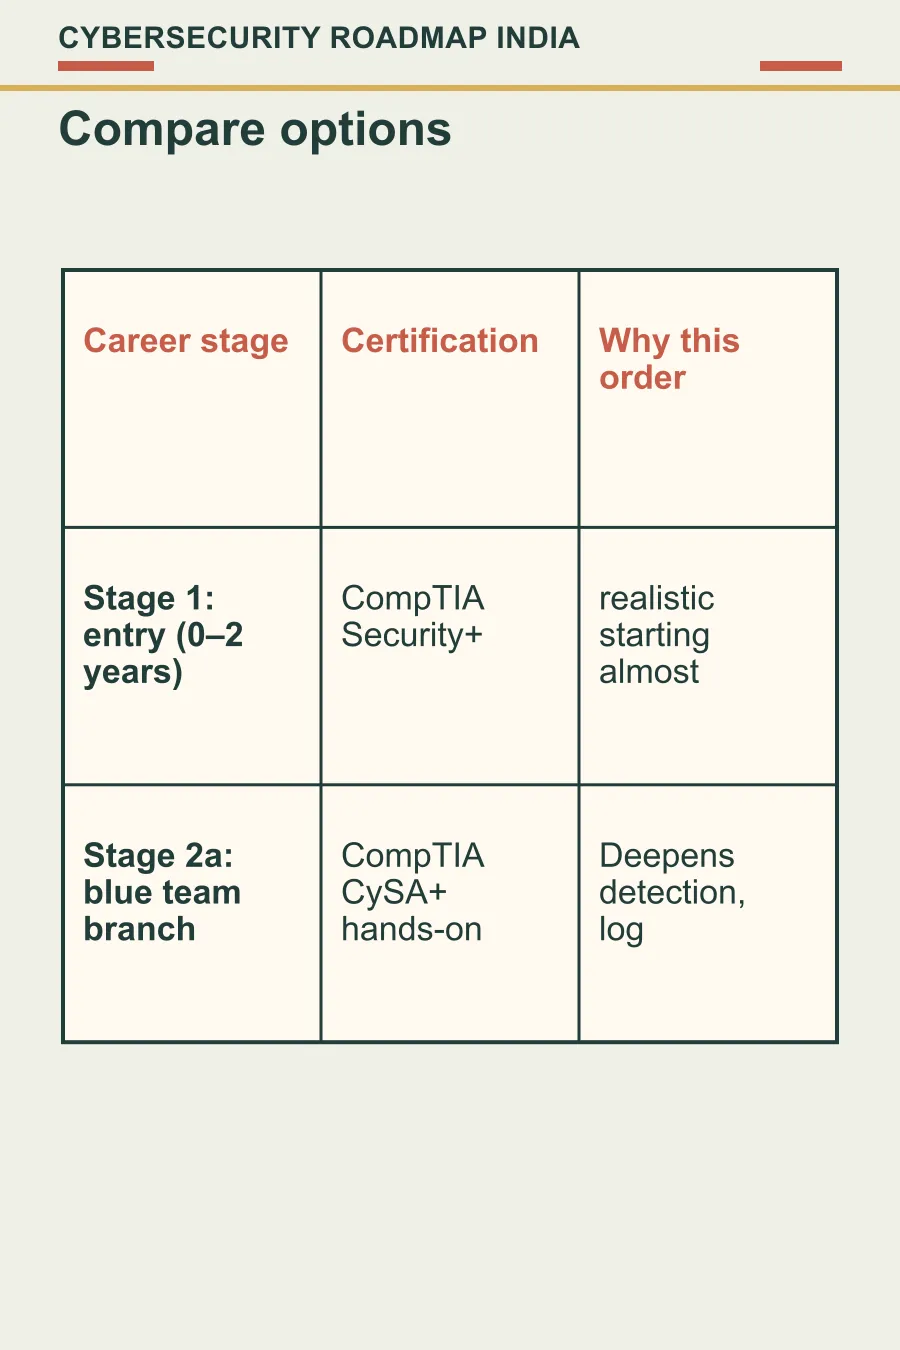 CYBERSECURITY ROADMAP INDIA
Compare options
Career stage
Certification
Why this
order
Stage 1:
entry (0–2
years)
CompTIA
Security+
realistic
starting
almost
Stage 2a:
blue team
branch
CompTIA
CySA+
hands-on
Deepens
detection,
log